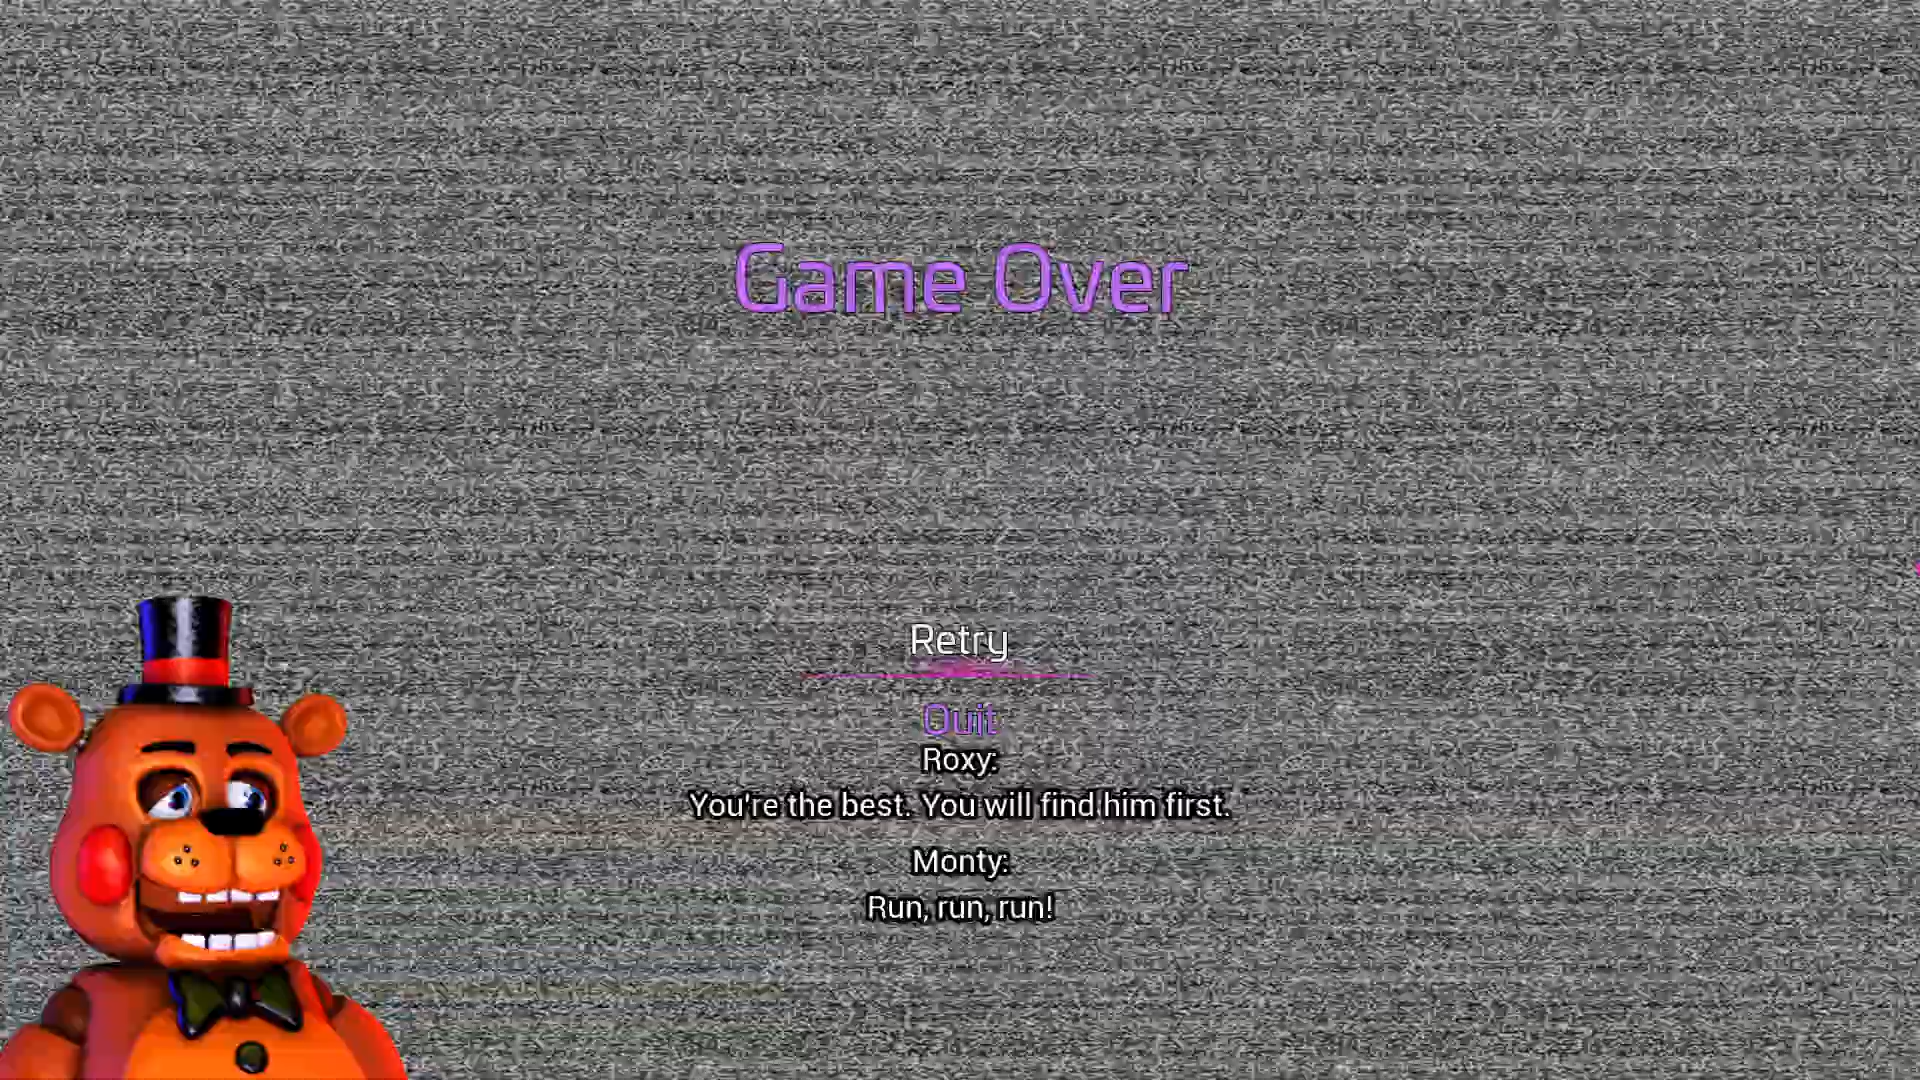 Game Over
Retry
Quit
Roxy:
You're the best. You will find him first.
Monty:
Run, run, run!